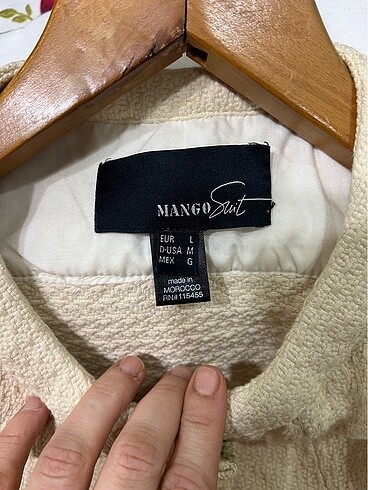 MANGO Suit
EUR L
D·USA M
MEX G
made in
MOROCCO
RN#115455